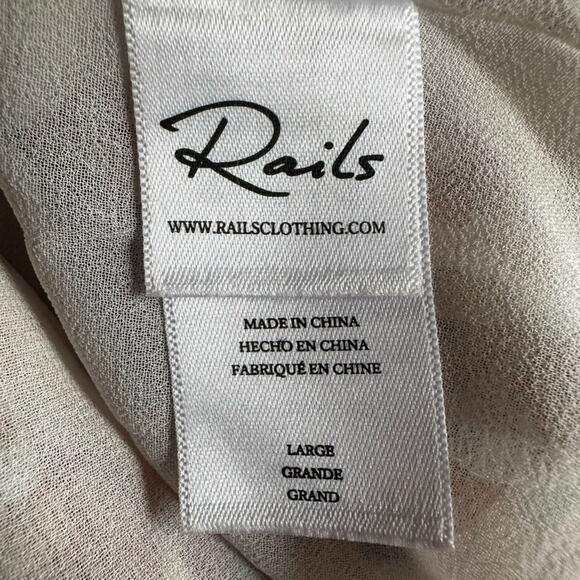 Rails
WWW.RAILSCLOTHING.COM
MADE IN CHINA
HECHO EN CHINA
FABRIQUÉ EN CHINE
LARGE
GRANDE
GRAND